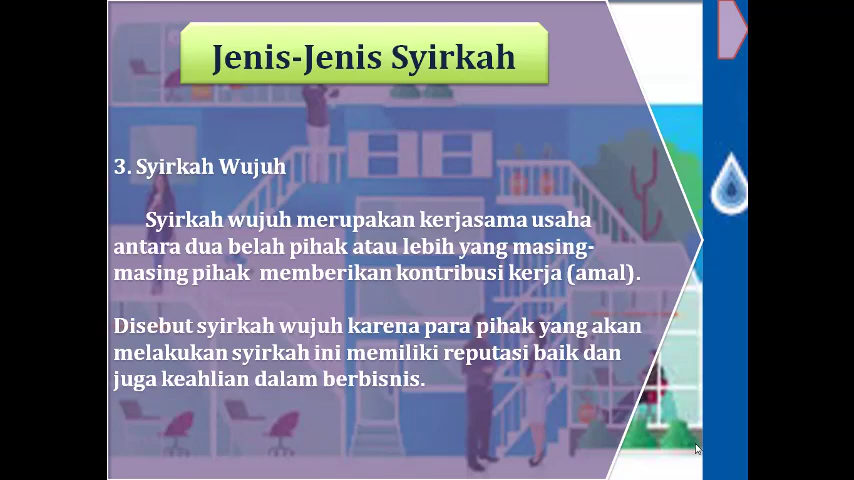 Jenis-Jenis Syirkah
3. Syirkah Wujuh
Syirkah wujuh merupakan kerjasama usaha
antara dua belah pihak atau lebih yang masing-
masing pihak memberikan kontribusi kerja (amal).
Disebut syirkah wujuh karena para pihak yang akan
melakukan syirkah ini memiliki reputasi baik dan
juga keahlian dalam berbisnis.